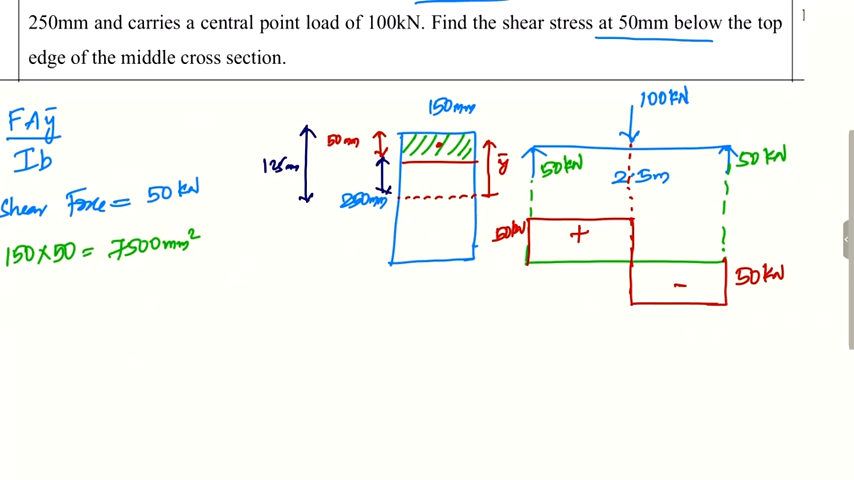 250mm and carries a central point load of 100kN. Find the shear stress at 50mm below the top
edge of the middle cross section.
FAȳ
Ib
Shear Force = 50 kN
150×50 = 7500mm²
150mm
50mm
125mm
250mm
ȳ
100KN
50KN
2.5m
50KN
50KN
+
-
50KN